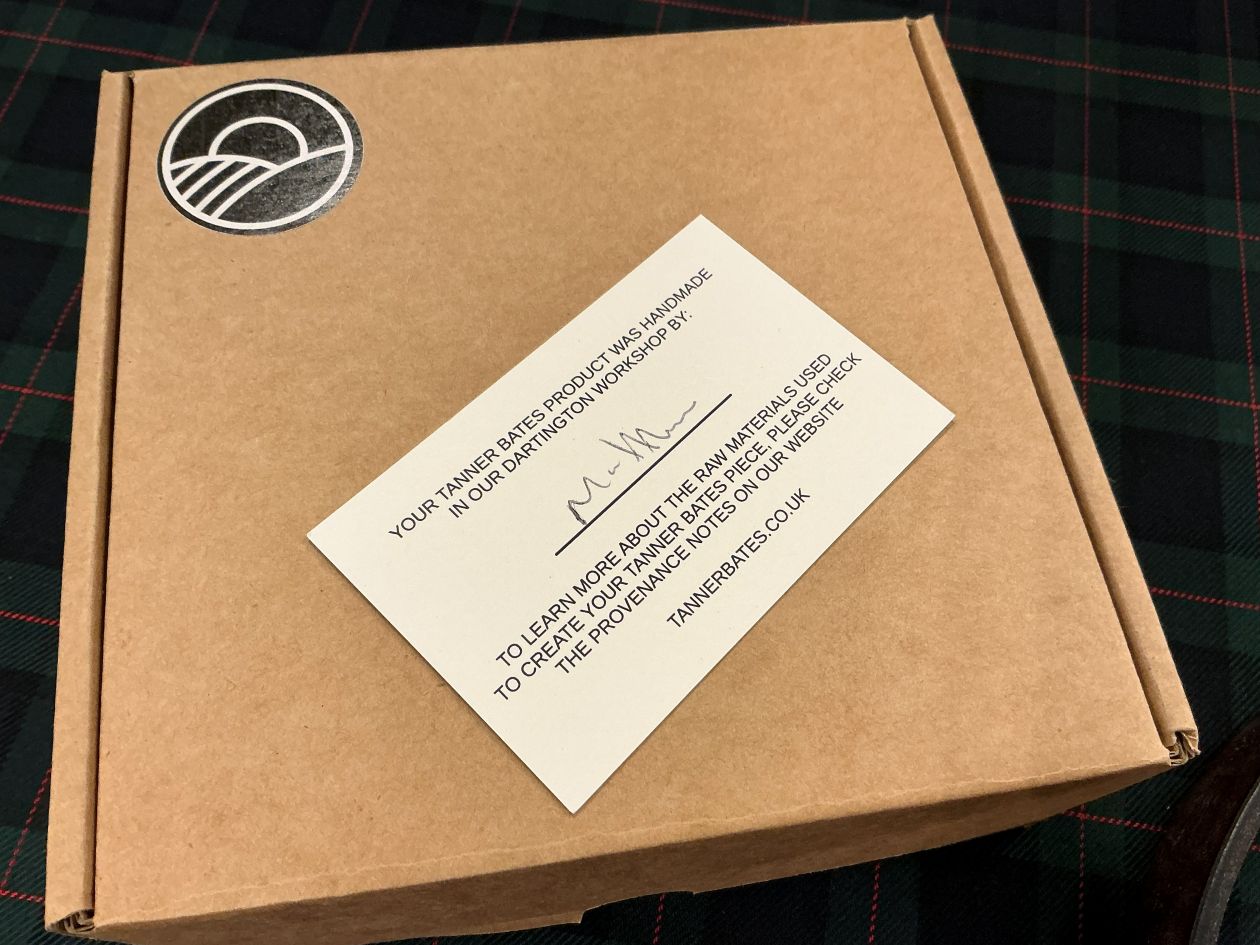 YOUR TANNER BATES PRODUCT WAS HANDMADE
IN OUR DARTINGTON WORKSHOP BY:
TO LEARN MORE ABOUT THE RAW MATERIALS USED
TO CREATE YOUR TANNER BATES PIECE, PLEASE CHECK
THE PROVENANCE NOTES ON OUR WEBSITE
TANNERBATES.CO.UK